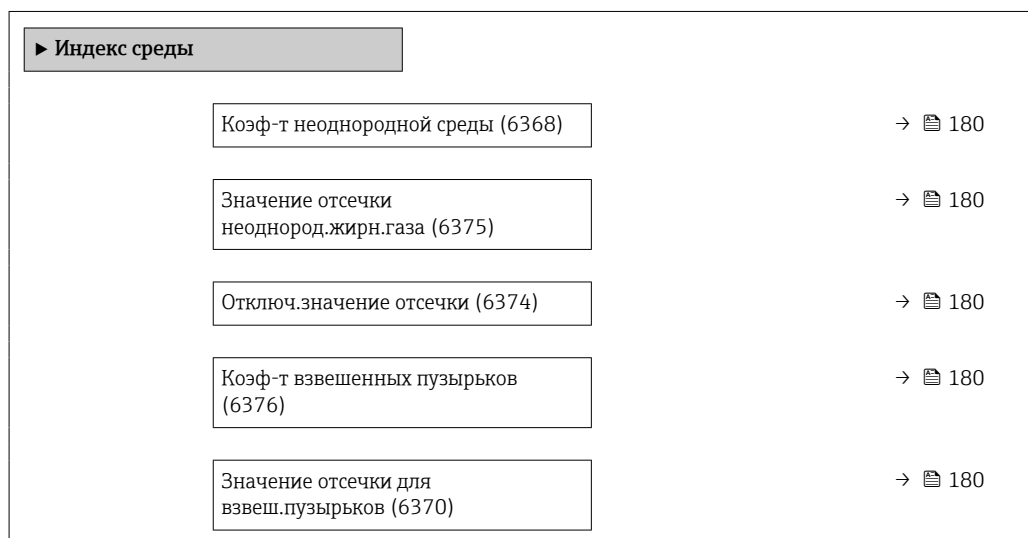 ► Индекс среды
Коэф-т неоднородной среды (6368) → 180
Значение отсечки → 180
неоднород.жирн.газа (6375)
Отключ.значение отсечки (6374) → 180
Коэф-т взвешенных пузырьков → 180
(6376)
Значение отсечки для → 180
взвеш.пузырьков (6370)